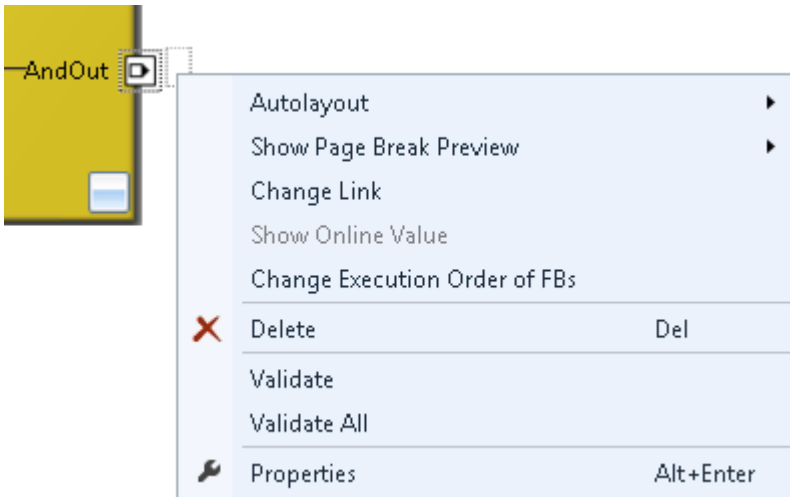 AndOut
Autolayout
Show Page Break Preview
Change Link
Show Online Value
Change Execution Order of FBs
Delete Del
Validate
Validate All
Properties Alt+Enter